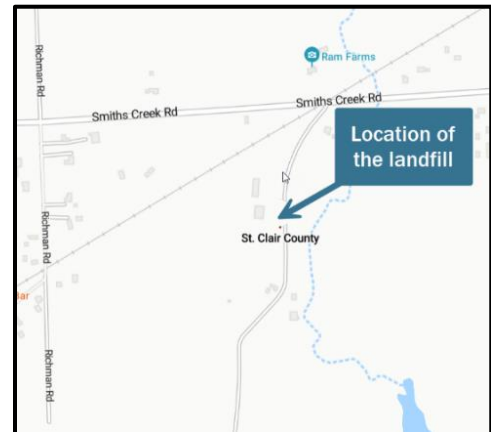 Richman Rd
Ram Farms
Smiths Creek Rd
Smiths Creek Rd
Location of
the landfill
Richman Rd
St. Clair County
lar
Richman Rd